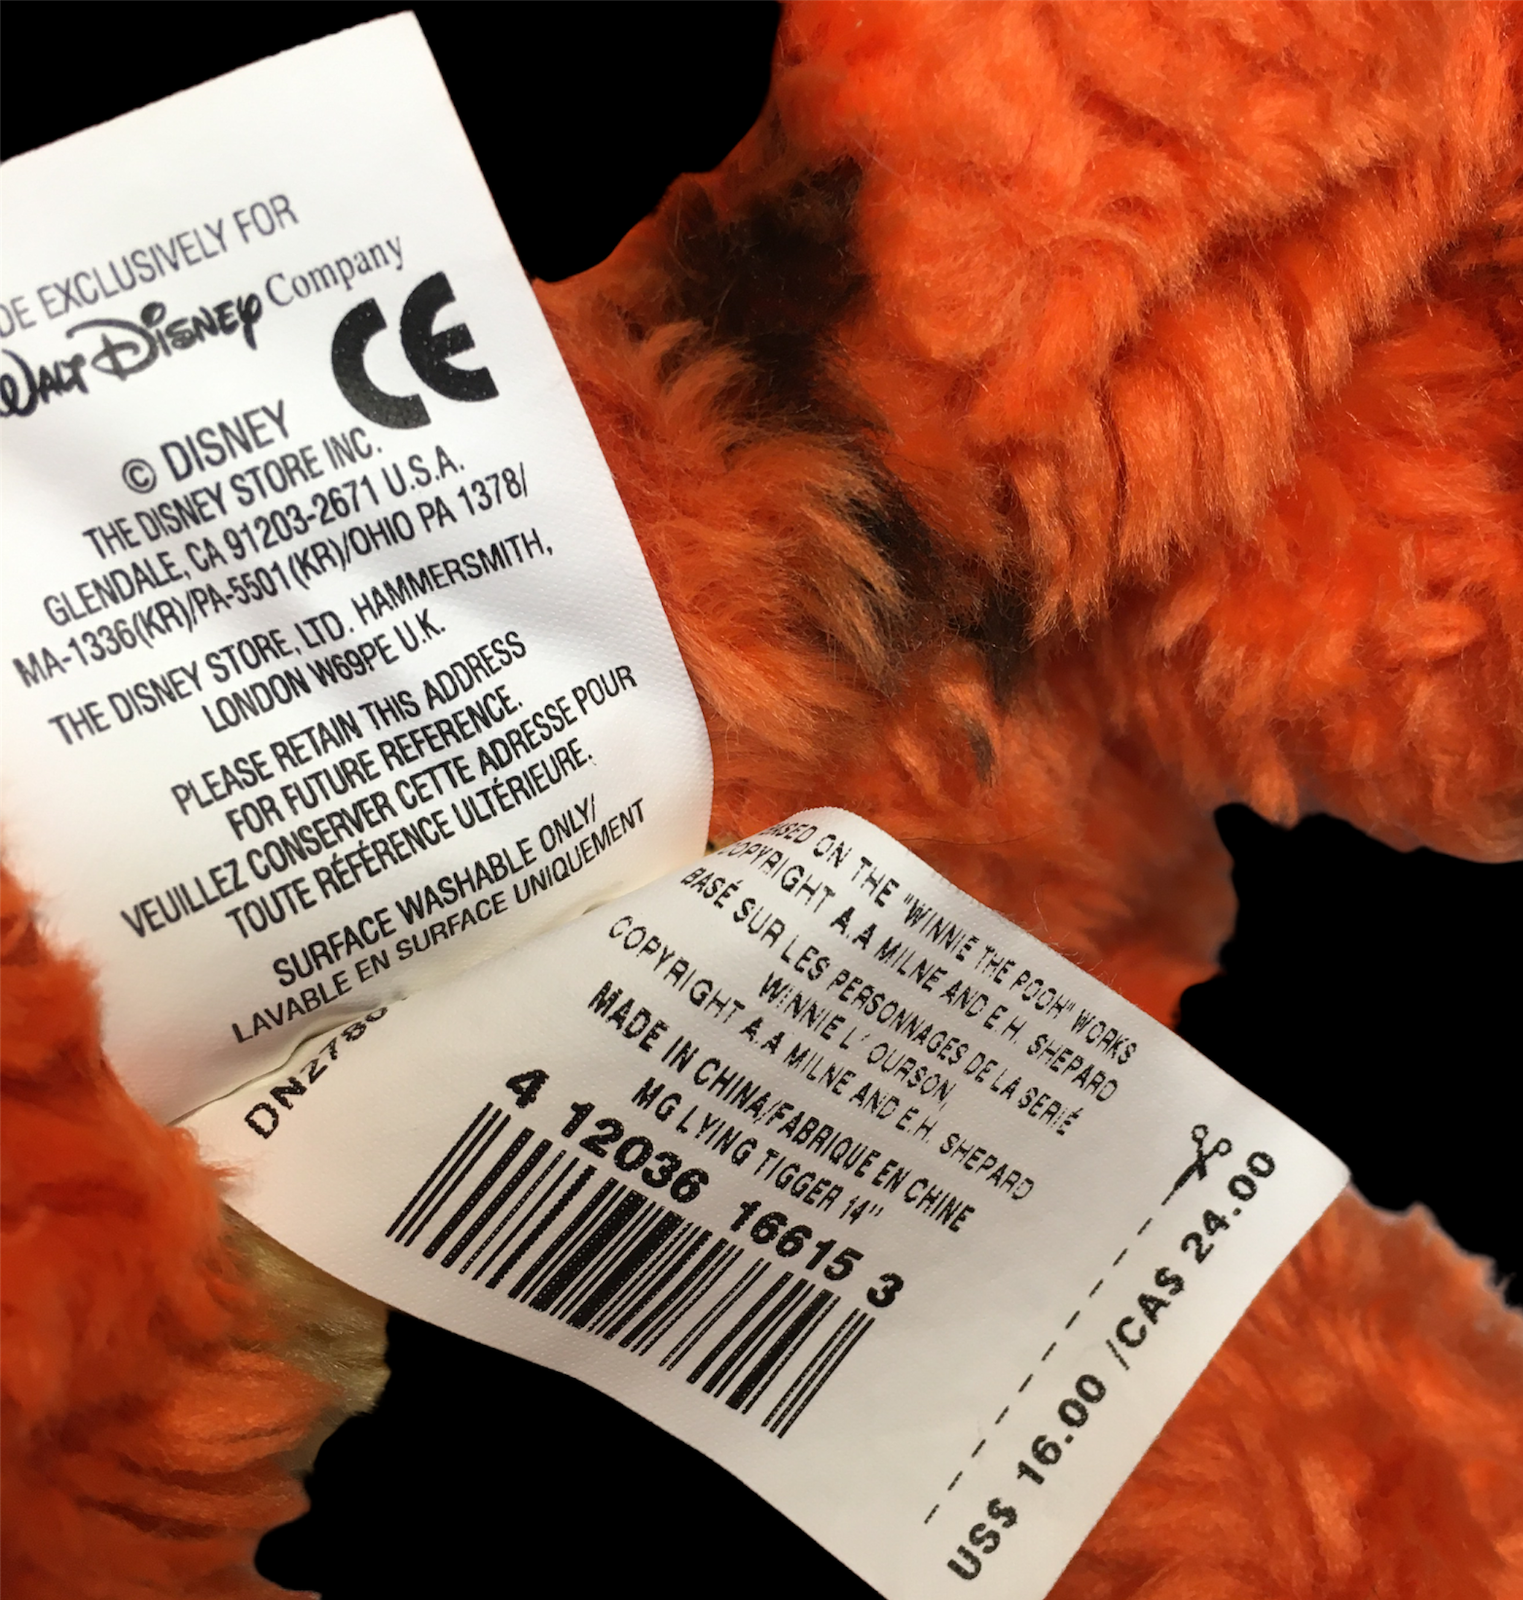 EXCLUSIVELY FOR
WALT DISNEY Company
CE
© DISNEY
THE DISNEY STORE INC.
GLENDALE, CA 91203-2671 U.S.A.
MA-1336(KR)/PA-5501(KR)/OHIO PA 1378/
THE DISNEY STORE, LTD. HAMMERSMITH,
LONDON W69PE U.K.
PLEASE RETAIN THIS ADDRESS
FOR FUTURE REFERENCE.
VEUILLEZ CONSERVER CETTE ADRESSE POUR
TOUTE RÉFÉRENCE ULTÉRIEURE.
SURFACE WASHABLE ONLY/
LAVABLE EN SURFACE UNIQUEMENT
ON THE "WINNIE THE POOH" WORKS
COPYRIGHT A.A MILNE AND E.H. SHEPARD
BASÉ SUR LES PERSONNAGES DE LA SERIÉ
WINNIE L' OURSON,
COPYRIGHT A.A MILNE AND E.H. SHEPARD
MADE IN CHINA/FABRIQUE EN CHINE
MG LYING TIGGER 14"
4 12036 16615 3
US$ 16.00 /CA$ 24.00